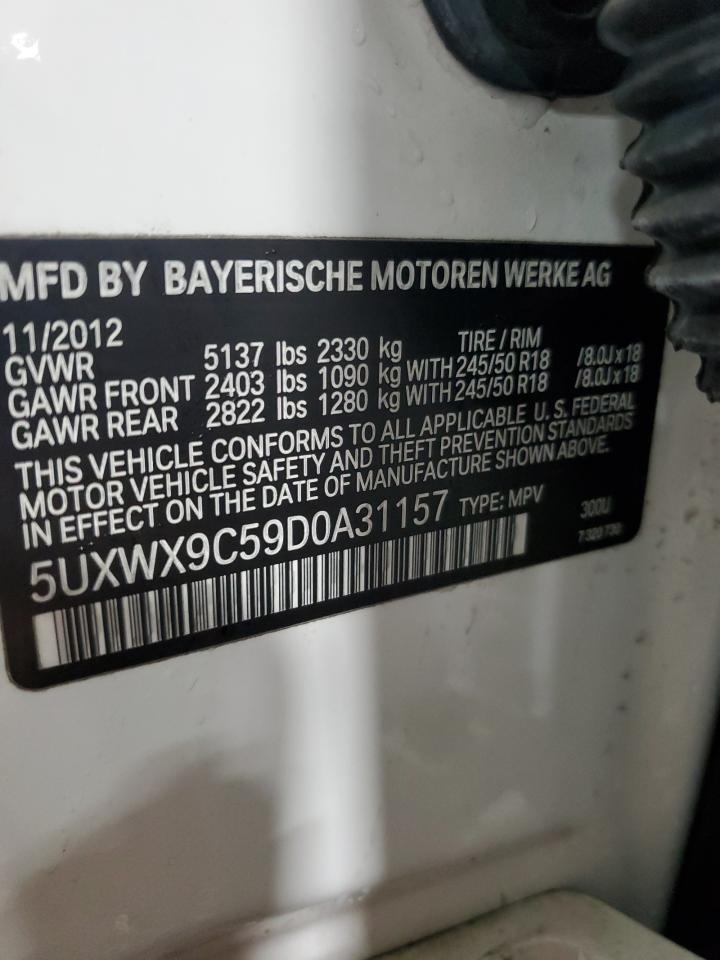 MFD BY BAYERISCHE MOTOREN WERKE AG
11/2012 TIRE / RIM
GVWR 5137 lbs 2330 kg
GAWR FRONT 2403 lbs 1090 kg WITH 245/50 R18 /8.0J x 18
GAWR REAR 2822 lbs 1280 kg WITH 245/50 R18 /8.0J x 18
THIS VEHICLE CONFORMS TO ALL APPLICABLE U.S. FEDERAL
MOTOR VEHICLE SAFETY AND THEFT PREVENTION STANDARDS
IN EFFECT ON THE DATE OF MANUFACTURE SHOWN ABOVE.
5UXWX9C59D0A31157 TYPE: MPV 300U
7 320 730